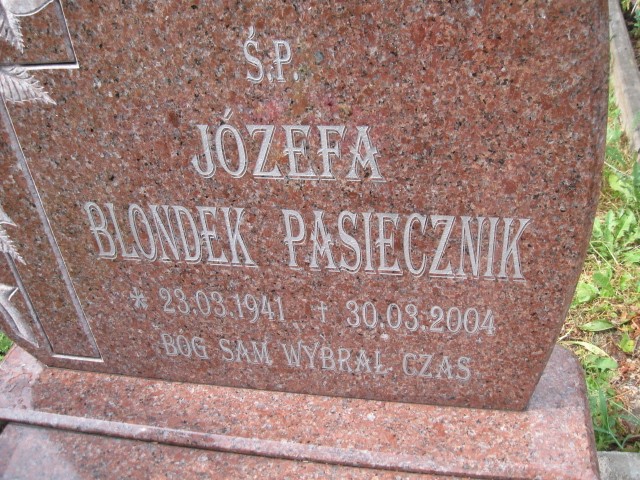 Ś.P.
JÓZEFA
BLONDEK PASIECZNIK
* 23.03.1941 + 30.03.2004
BÓG SAM WYBRAŁ CZAS